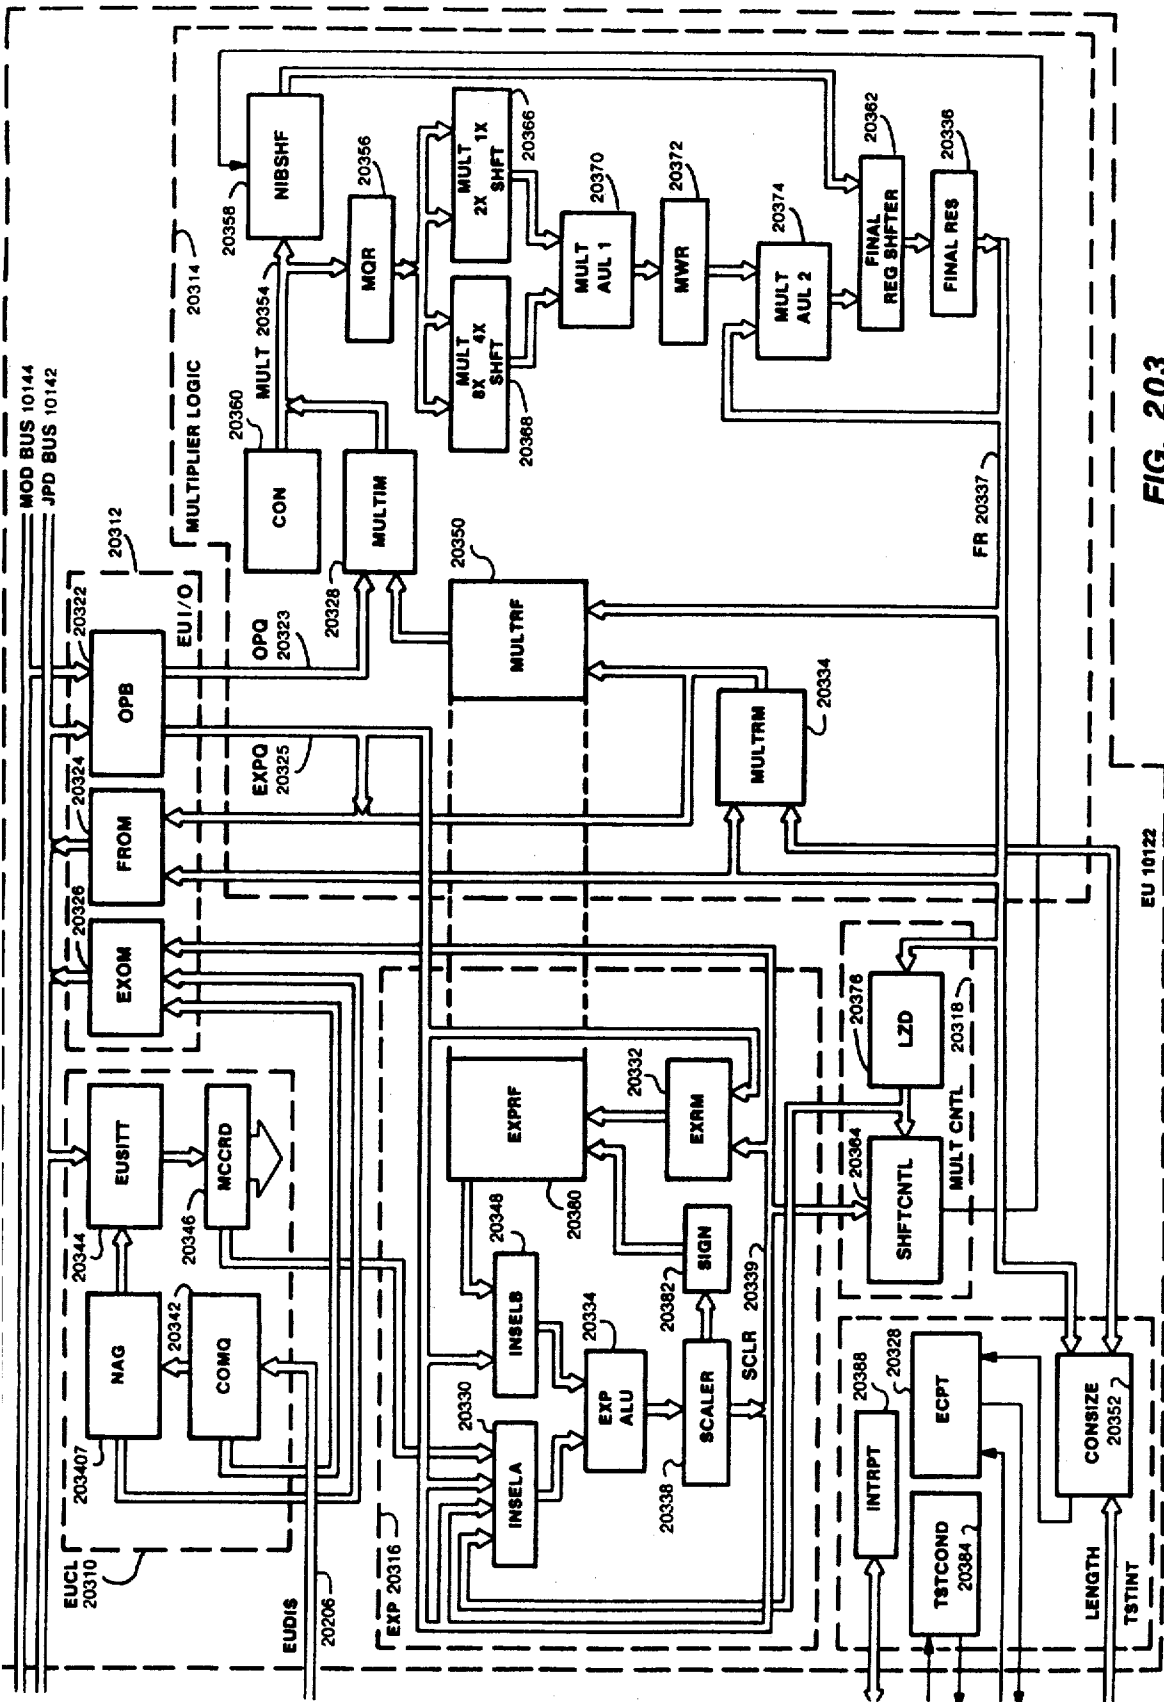 MOD BUS 10144
JPD BUS 10142
20312
20322
EU I/O
OPB
20324
FROM
20326
EXOM
OPQ
20323
EXPQ
20325
MULTIPLIER LOGIC
20314
20358
NIBSHF
MULT 20354
20360
CON
MQR
20356
MULTIM
20328
MULT
2X
1X
SHFT
20366
MULT
8X
4X
SHFT
20368
MULT
AUL 1
20370
MWR
20372
MULT
AUL 2
20374
FINAL
REG SHFTER
20362
FINAL RES
20336
FR 20337
MULTRF
20350
MULTRM
20334
EUCL
20310
EUSITT
20344
MCCRD
20346
NAG
203407
COMQ
20342
EUDIS
20206
EXP 20316
EXPRF
20380
EXRM
20332
INSELB
20348
INSELA
20330
EXP
ALU
20334
SIGN
20382
SCALER
20338
SCLR
20339
LZD
20376
20318
MULT CNTL
SHFTCNTL
20364
INTRPT
20388
ECPT
20328
TSTCOND
20384
CONSIZE
20352
LENGTH
TSTINT
EU 10122
FIG. 203